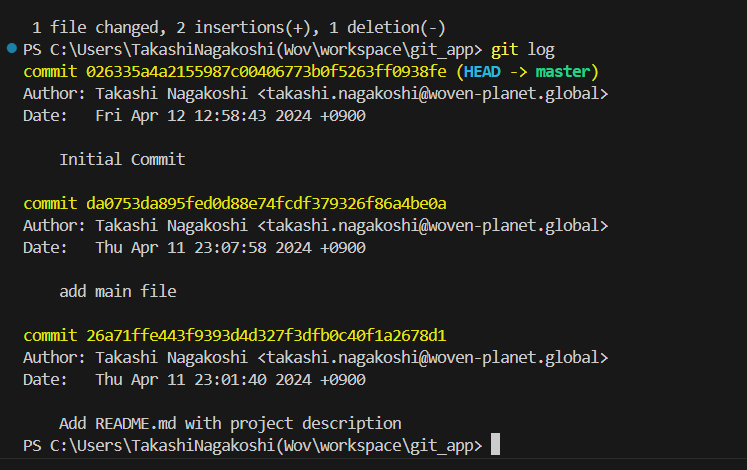 1 file changed, 2 insertions(+), 1 deletion(-)
PS C:\Users\TakashiNagakoshi(Wov\workspace\git_app> git log
commit 026335a4a2155987c00406773b0f5263ff0938fe (HEAD -> master)
Author: Takashi Nagakoshi <takashi.nagakoshi@woven-planet.global>
Date:   Fri Apr 12 12:58:43 2024 +0900
Initial Commit
commit da0753da895fed0d88e74fcdf379326f86a4be0a
Author: Takashi Nagakoshi <takashi.nagakoshi@woven-planet.global>
Date:   Thu Apr 11 23:07:58 2024 +0900
add main file
commit 26a71ffe443f9393d4d327f3dfb0c40f1a2678d1
Author: Takashi Nagakoshi <takashi.nagakoshi@woven-planet.global>
Date:   Thu Apr 11 23:01:40 2024 +0900
Add README.md with project description
PS C:\Users\TakashiNagakoshi(Wov\workspace\git_app>